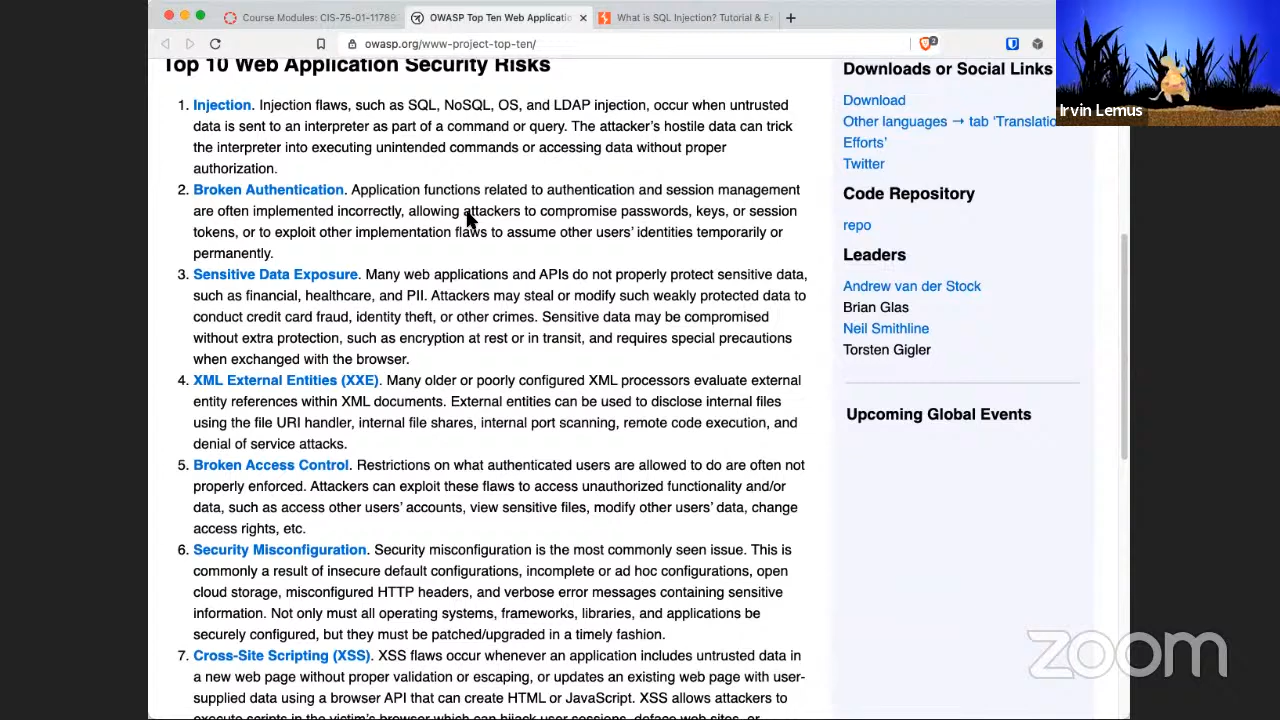 Course Modules: CIS-75-01-1178
OWASP Top Ten Web Applicatio
What is SQL Injection? Tutorial & E
owasp.org/www-project-top-ten/
2
Top 10 Web Application Security Risks
1. Injection. Injection flaws, such as SQL, NoSQL, OS, and LDAP injection, occur when untrusted
data is sent to an interpreter as part of a command or query. The attacker's hostile data can trick
the interpreter into executing unintended commands or accessing data without proper
authorization.
2. Broken Authentication. Application functions related to authentication and session management
are often implemented incorrectly, allowing attackers to compromise passwords, keys, or session
tokens, or to exploit other implementation flaws to assume other users' identities temporarily or
permanently.
3. Sensitive Data Exposure. Many web applications and APIs do not properly protect sensitive data,
such as financial, healthcare, and PII. Attackers may steal or modify such weakly protected data to
conduct credit card fraud, identity theft, or other crimes. Sensitive data may be compromised
without extra protection, such as encryption at rest or in transit, and requires special precautions
when exchanged with the browser.
4. XML External Entities (XXE). Many older or poorly configured XML processors evaluate external
entity references within XML documents. External entities can be used to disclose internal files
using the file URI handler, internal file shares, internal port scanning, remote code execution, and
denial of service attacks.
5. Broken Access Control. Restrictions on what authenticated users are allowed to do are often not
properly enforced. Attackers can exploit these flaws to access unauthorized functionality and/or
data, such as access other users' accounts, view sensitive files, modify other users' data, change
access rights, etc.
6. Security Misconfiguration. Security misconfiguration is the most commonly seen issue. This is
commonly a result of insecure default configurations, incomplete or ad hoc configurations, open
cloud storage, misconfigured HTTP headers, and verbose error messages containing sensitive
information. Not only must all operating systems, frameworks, libraries, and applications be
securely configured, but they must be patched/upgraded in a timely fashion.
7. Cross-Site Scripting (XSS). XSS flaws occur whenever an application includes untrusted data in
a new web page without proper validation or escaping, or updates an existing web page with user-
supplied data using a browser API that can create HTML or JavaScript. XSS allows attackers to
execute scripts in the victim's browser which can hijack user sessions, deface web sites, or
Downloads or Social Links
Download
Other languages → tab 'Translatio
Efforts'
Twitter
Code Repository
repo
Leaders
Andrew van der Stock
Brian Glas
Neil Smithline
Torsten Gigler
Upcoming Global Events
Irvin Lemus
zoom